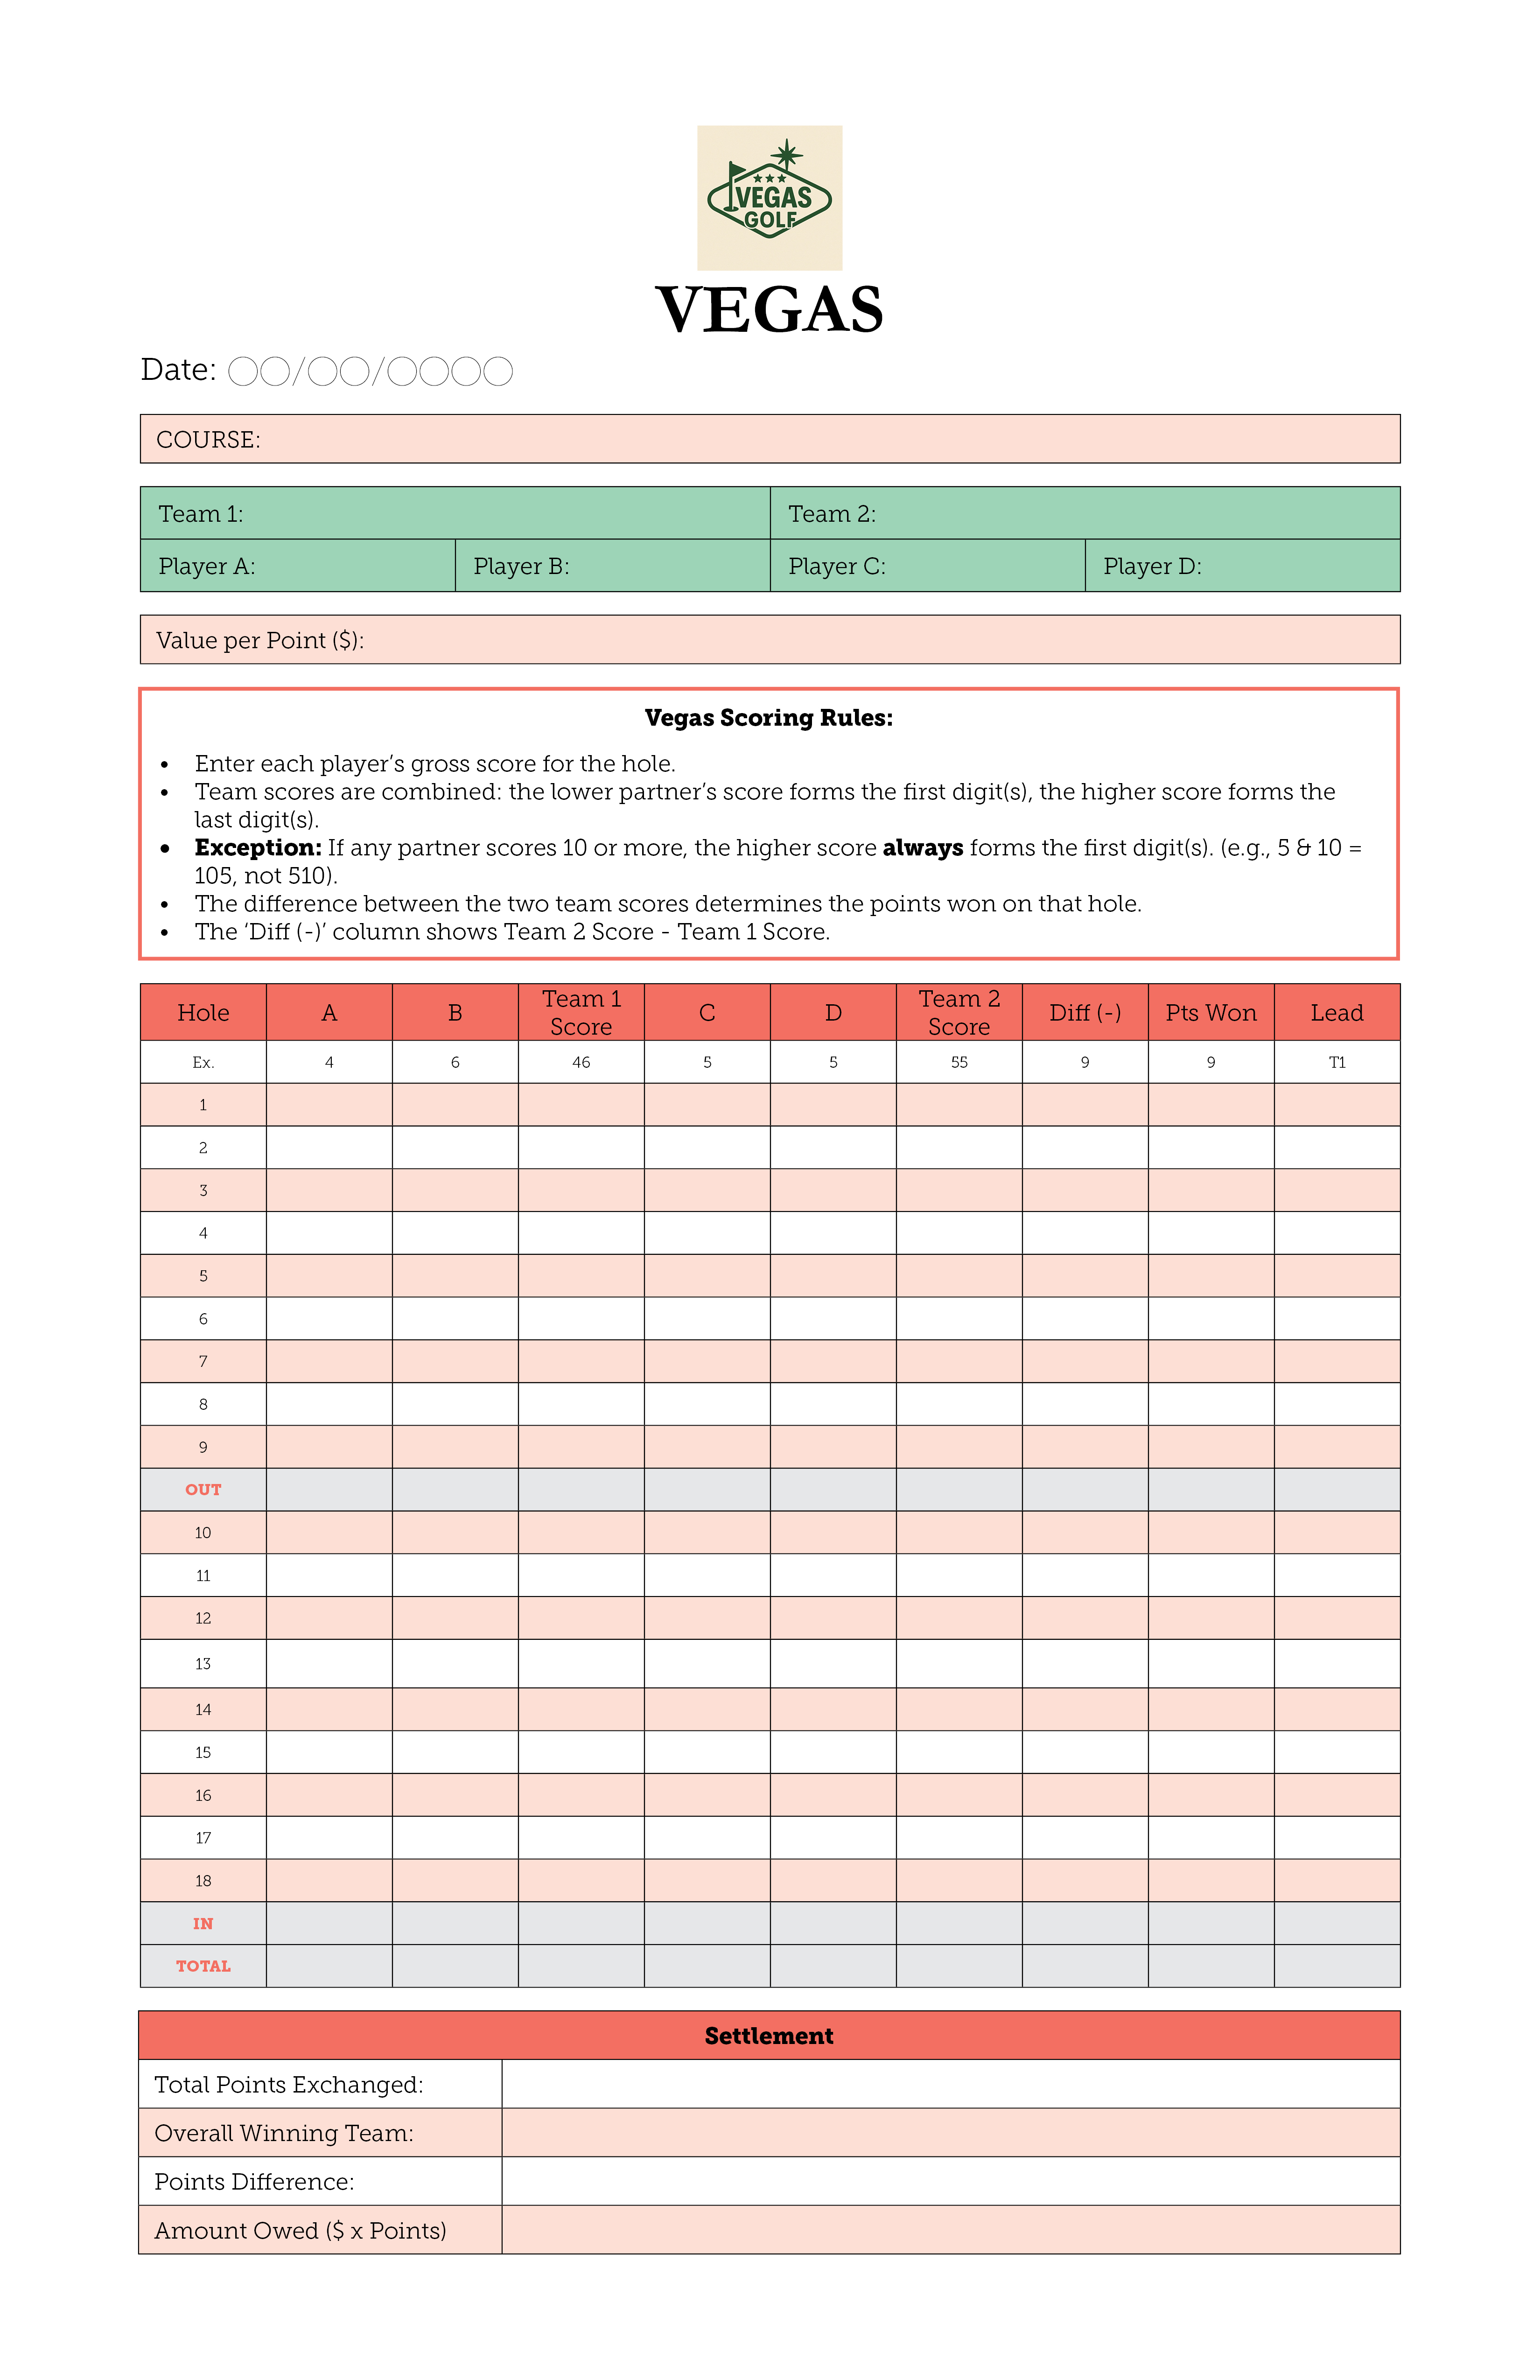 ★★★
VEGAS
GOLF
VEGAS
Date: ○○/○○/○○○○
COURSE:
Team 1: Team 2:
Player A: Player B: Player C: Player D:
Value per Point ($):
Vegas Scoring Rules:
• Enter each player’s gross score for the hole.
• Team scores are combined: the lower partner’s score forms the first digit(s), the higher score forms the
last digit(s).
• Exception: If any partner scores 10 or more, the higher score always forms the first digit(s). (e.g., 5 & 10 =
105, not 510).
• The difference between the two team scores determines the points won on that hole.
• The ‘Diff (-)’ column shows Team 2 Score - Team 1 Score.
Hole A B Team 1 Score C D Team 2 Score Diff (-) Pts Won Lead
Ex. 4 6 46 5 5 55 9 9 T1
1
2
3
4
5
6
7
8
9
OUT
10
11
12
13
14
15
16
17
18
IN
TOTAL
Settlement
Total Points Exchanged:
Overall Winning Team:
Points Difference:
Amount Owed ($ x Points)